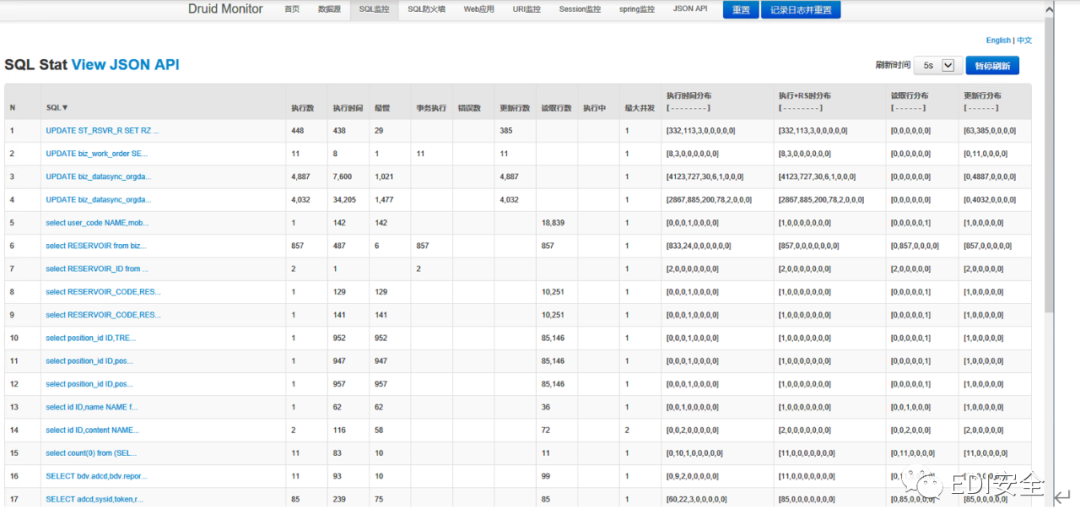 Druid Monitor 首页 数据源 SQL监控 SQL防火墙 Web应用 URI监控 Session监控 spring监控 JSON API 重置 记录日志并重置
English | 中文
SQL Stat View JSON API 刷新时间 5s 暂停刷新
N SQL▼ 执行数 执行时间 最慢 事务执行 错误数 更新行数 读取行数 执行中 最大并发 执行时间分布 [ - - - - - - - - ] 执行+RS时分布 [ - - - - - - - - ] 读取行分布 [ - - - - - - ] 更新行分布 [ - - - - - - ]
1 UPDATE ST_RSVR_R SET RZ ... 448 438 29 385 1 [332,113,3,0,0,0,0,0] [332,113,3,0,0,0,0,0] [0,0,0,0,0,0] [63,385,0,0,0,0]
2 UPDATE biz_work_order SE... 11 8 1 11 11 1 [8,3,0,0,0,0,0,0] [8,3,0,0,0,0,0,0] [0,0,0,0,0,0] [0,11,0,0,0,0]
3 UPDATE biz_datasync_orgda... 4,887 7,600 1,021 4,887 1 [4123,727,30,6,1,0,0,0] [4123,727,30,6,1,0,0,0] [0,0,0,0,0,0] [0,4887,0,0,0,0]
4 UPDATE biz_datasync_orgda... 4,032 34,205 1,477 4,032 1 [2867,885,200,78,2,0,0,0] [2867,885,200,78,2,0,0,0] [0,0,0,0,0,0] [0,4032,0,0,0,0]
5 select user_code NAME,mob... 1 142 142 18,839 1 [0,0,0,1,0,0,0,0] [1,0,0,0,0,0,0,0] [0,0,0,0,0,1] [1,0,0,0,0,0]
6 select RESERVOIR from biz... 857 487 6 857 857 1 [833,24,0,0,0,0,0,0] [857,0,0,0,0,0,0,0] [0,857,0,0,0,0] [857,0,0,0,0,0]
7 select RESERVOIR_ID from ... 2 1 2 1 [2,0,0,0,0,0,0,0] [2,0,0,0,0,0,0,0] [2,0,0,0,0,0] [2,0,0,0,0,0]
8 select RESERVOIR_CODE,RES... 1 129 129 10,251 1 [0,0,0,1,0,0,0,0] [1,0,0,0,0,0,0,0] [0,0,0,0,0,1] [1,0,0,0,0,0]
9 select RESERVOIR_CODE,RES... 1 141 141 10,251 1 [0,0,0,1,0,0,0,0] [1,0,0,0,0,0,0,0] [0,0,0,0,0,1] [1,0,0,0,0,0]
10 select position_id ID,TRE... 1 952 952 85,146 1 [0,0,0,1,0,0,0,0] [1,0,0,0,0,0,0,0] [0,0,0,0,0,1] [1,0,0,0,0,0]
11 select position_id ID,pos... 1 947 947 85,146 1 [0,0,0,1,0,0,0,0] [1,0,0,0,0,0,0,0] [0,0,0,0,0,1] [1,0,0,0,0,0]
12 select position_id ID,pos... 1 957 957 85,146 1 [0,0,0,1,0,0,0,0] [1,0,0,0,0,0,0,0] [0,0,0,0,0,1] [1,0,0,0,0,0]
13 select id ID,name NAME f... 1 62 62 36 1 [0,0,1,0,0,0,0,0] [1,0,0,0,0,0,0,0] [0,0,1,0,0,0] [1,0,0,0,0,0]
14 select id ID,content NAME... 2 116 58 72 2 [0,0,2,0,0,0,0,0] [2,0,0,0,0,0,0,0] [0,0,2,0,0,0] [2,0,0,0,0,0]
15 select count(0) from (SEL... 11 83 10 11 1 [0,10,1,0,0,0,0,0] [11,0,0,0,0,0,0,0] [0,11,0,0,0,0] [11,0,0,0,0,0]
16 SELECT bdv.adcd,bdv.repor... 11 93 10 99 1 [0,9,2,0,0,0,0,0] [11,0,0,0,0,0,0,0]
17 SELECT adcd,sysid,token,r... 85 239 75 85 1 [60,22,3,0,0,0,0,0] [85,0,0,0,0,0,0,0] [0,85,0,0,0,0] [85,0,0,0,0,0]
EDI安全